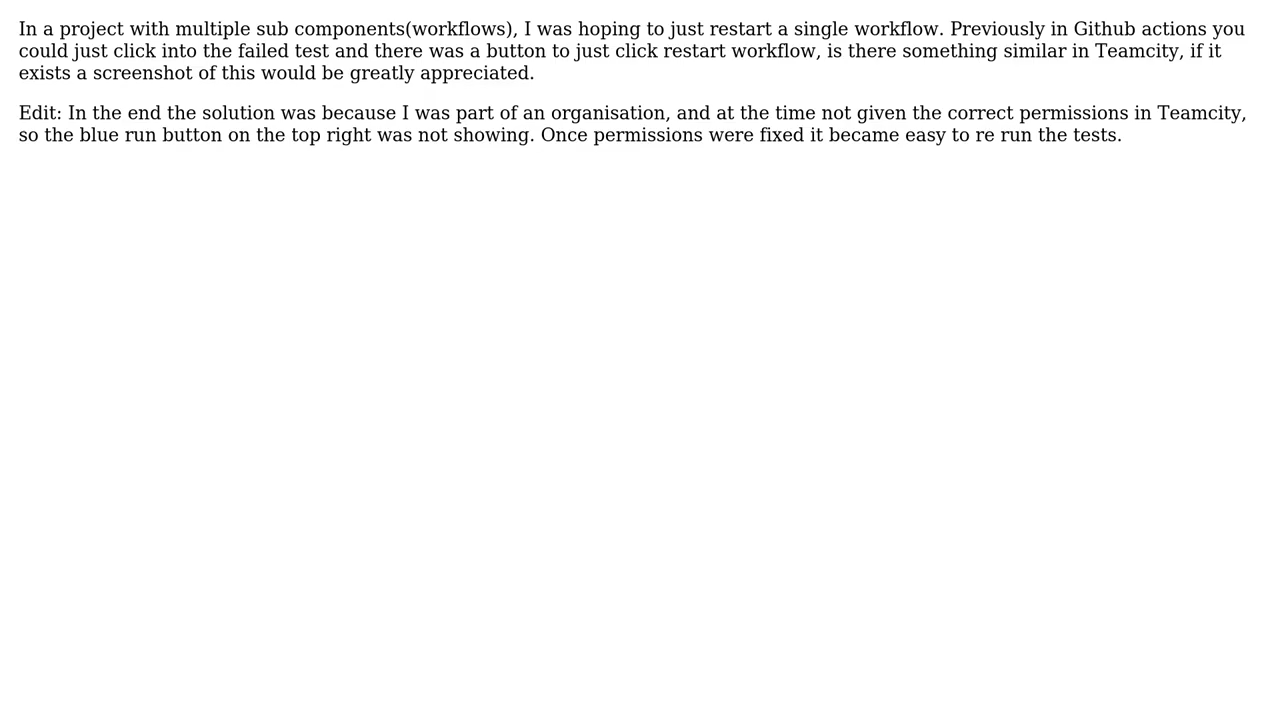 In a project with multiple sub components(workflows), I was hoping to just restart a single workflow. Previously in Github actions you
could just click into the failed test and there was a button to just click restart workflow, is there something similar in Teamcity, if it
exists a screenshot of this would be greatly appreciated.
Edit: In the end the solution was because I was part of an organisation, and at the time not given the correct permissions in Teamcity,
so the blue run button on the top right was not showing. Once permissions were fixed it became easy to re run the tests.